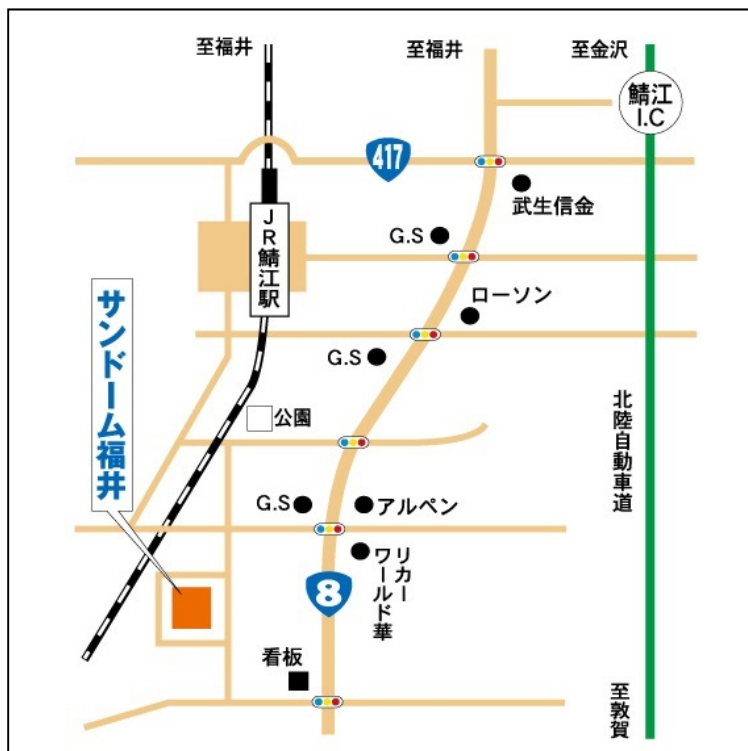 至福井
至福井
至金沢
鯖江
I.C
417
武生信金
G.S
JR鯖江駅
ローソン
G.S
サンドーム福井
公園
北陸自動車道
G.S
アルペン
リカー
ワールド華
8
看板
至敦賀